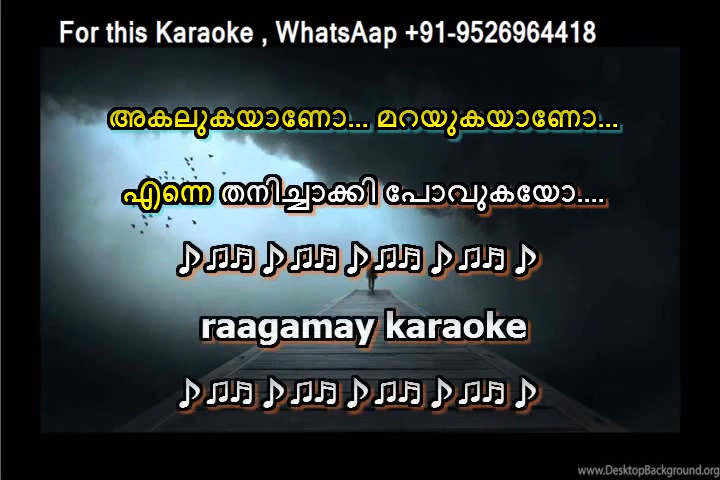 For this Karaoke , WhatsAap +91-9526964418
അകലുകയാണോ... മറയുകയാണോ...
എന്നെ തനിച്ചാക്കി പോവുകയോ....
♪♫♬ ♪♫♬ ♪♫♬ ♪♫♬ ♪
raagamay karaoke
♪♫♬ ♪♫♬ ♪♫♬ ♪♫♬ ♪
www.DesktopBackground.org